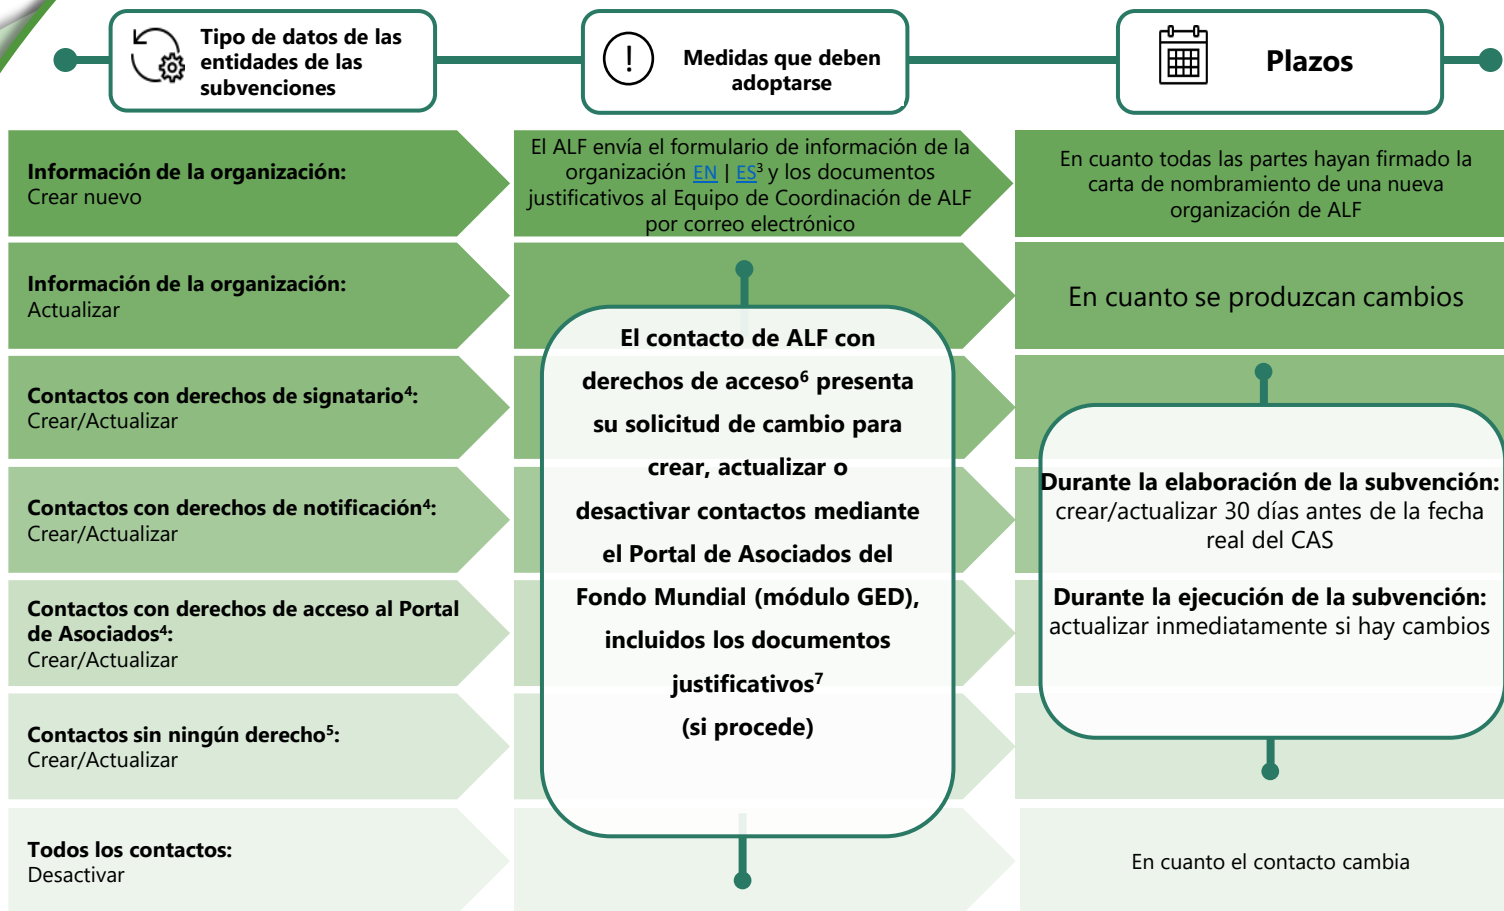 Tipo de datos de las
entidades de las
subvenciones
Medidas que deben
adoptarse
Plazos
Información de la organización:
Crear nuevo
El ALF envía el formulario de información de la
organización EN | ES³ y los documentos
justificativos al Equipo de Coordinación de ALF
por correo electrónico
En cuanto todas las partes hayan firmado la
carta de nombramiento de una nueva
organización de ALF
Información de la organización:
Actualizar
En cuanto se produzcan cambios
Contactos con derechos de signatario⁴:
Crear/Actualizar
Contactos con derechos de notificación⁴:
Crear/Actualizar
Contactos con derechos de acceso al Portal
de Asociados⁴:
Crear/Actualizar
Contactos sin ningún derecho⁵:
Crear/Actualizar
El contacto de ALF con
derechos de acceso⁶ presenta
su solicitud de cambio para
crear, actualizar o
desactivar contactos mediante
el Portal de Asociados del
Fondo Mundial (módulo GED),
incluidos los documentos
justificativos⁷
(si procede)
Durante la elaboración de la subvención:
crear/actualizar 30 días antes de la fecha
real del CAS
Durante la ejecución de la subvención:
actualizar inmediatamente si hay cambios
Todos los contactos:
Desactivar
En cuanto el contacto cambia